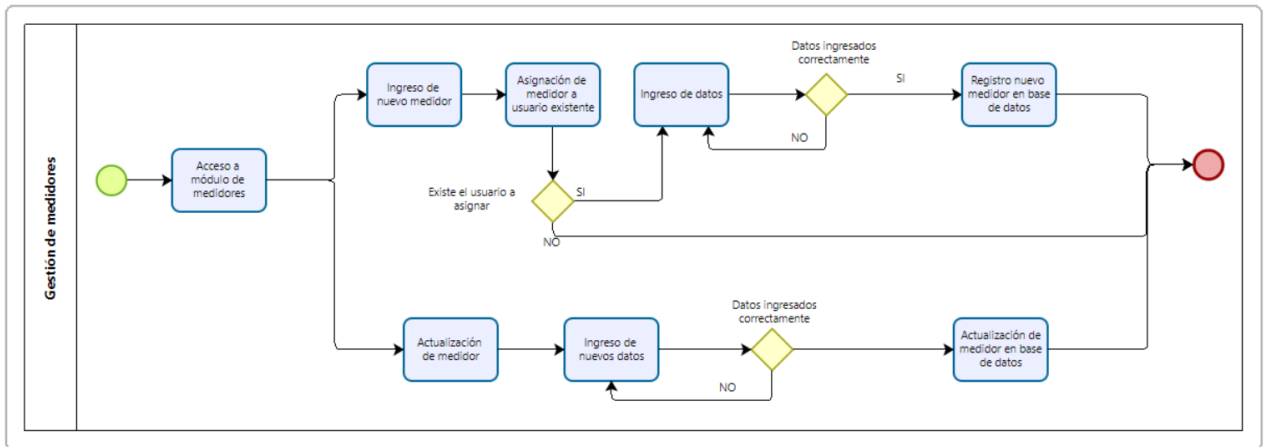 Gestión de medidores
Acceso a
módulo de
medidores
Ingreso de
nuevo medidor
Asignación de
medidor a
usuario existente
Existe el usuario a
asignar
SI
NO
Ingreso de datos
Datos ingresados
correctamente
SI
NO
Registro nuevo
medidor en base
de datos
Actualización
de medidor
Ingreso de
nuevos datos
Datos ingresados
correctamente
NO
Actualización de
medidor en base
de datos